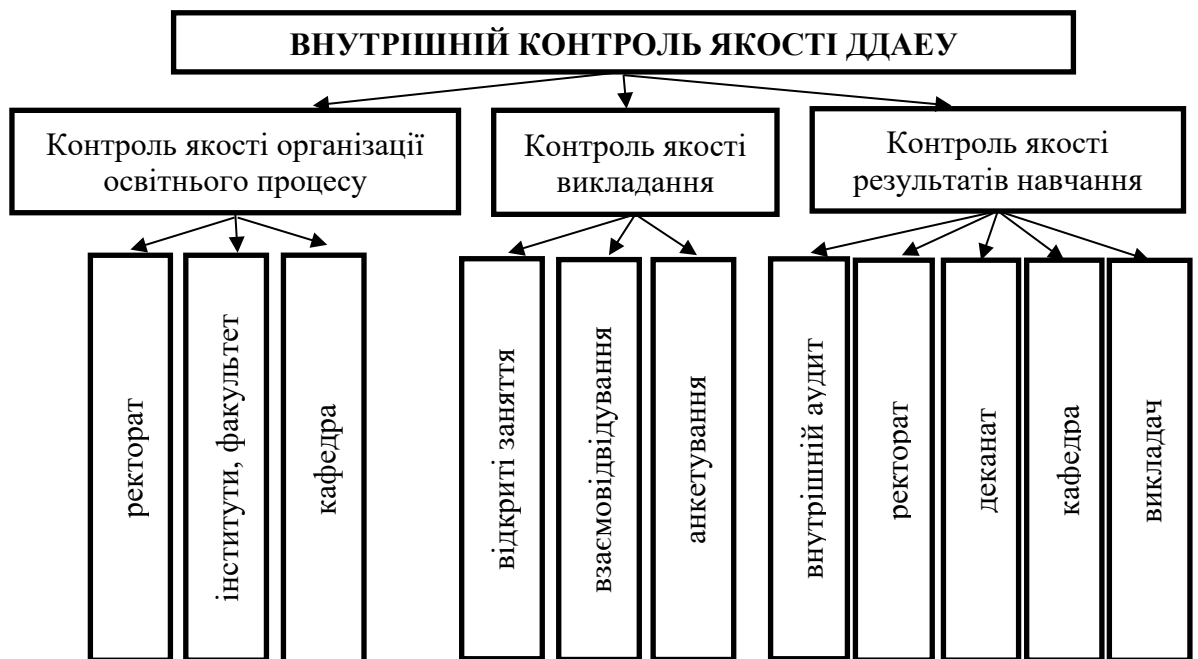 ВНУТРІШНІЙ КОНТРОЛЬ ЯКОСТІ ДДАЕУ
Контроль якості організації
освітнього процесу
Контроль якості
викладання
Контроль якості
результатів навчання
ректорат
інститути, факультет
кафедра
відкриті заняття
взаємовідвідування
анкетування
внутрішній аудит
ректорат
деканат
кафедра
викладач